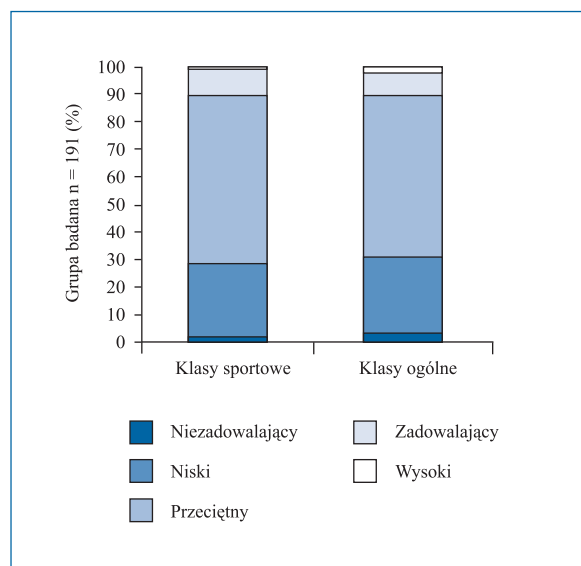 Grupa badana n = 191 (%)
100
90
80
70
60
50
40
30
20
10
0
Klasy sportowe
Klasy ogólne
Niezadowalający
Zadowalający
Niski
Wysoki
Przeciętny